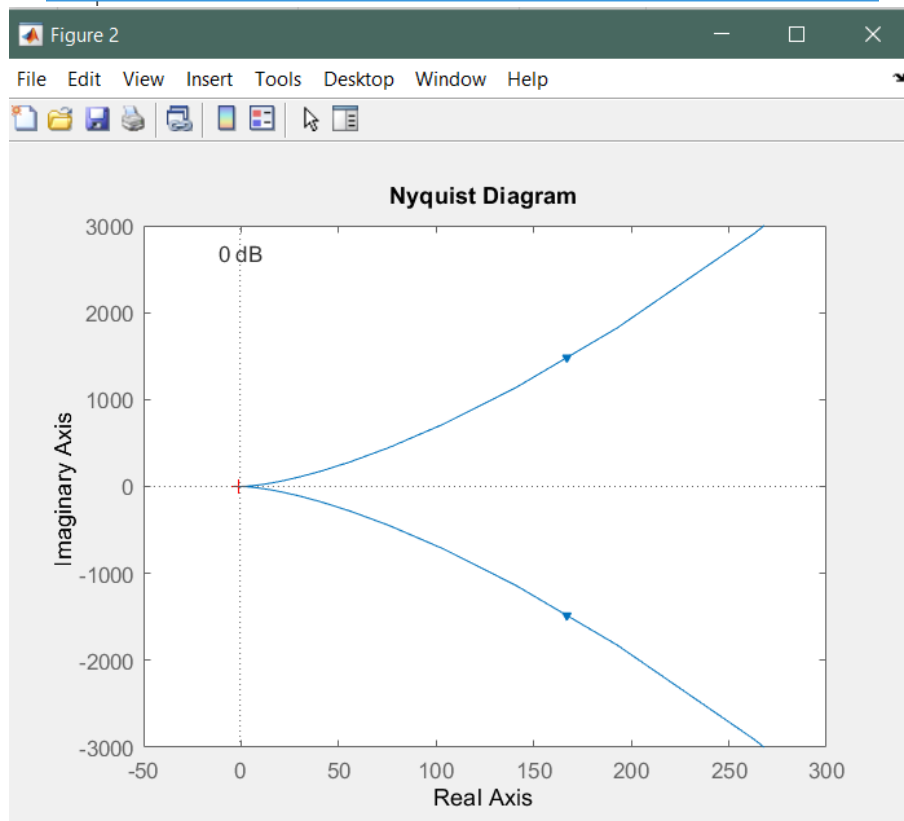 Figure 2
File Edit View Insert Tools Desktop Window Help
Nyquist Diagram
0 dB
3000
2000
1000
0
-1000
-2000
-3000
Imaginary Axis
-50 0 50 100 150 200 250 300
Real Axis